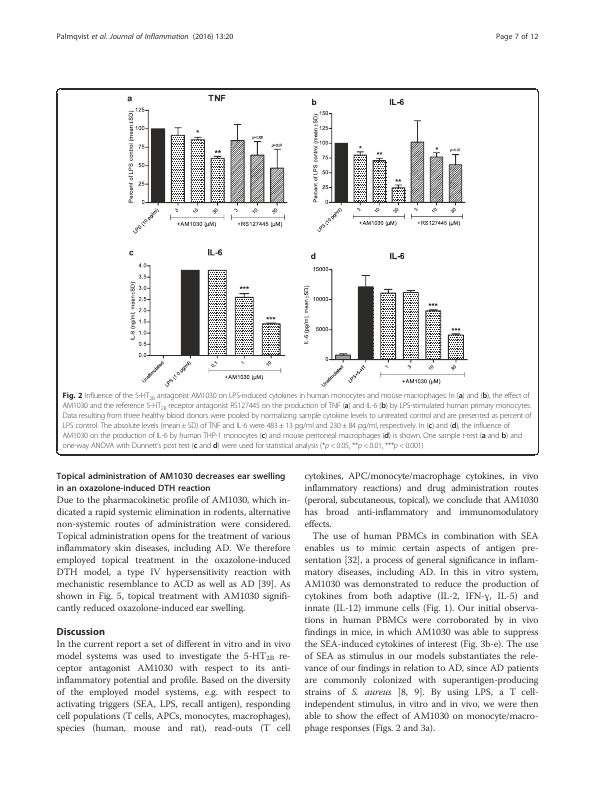 Palmqvist et al. Journal of Inflammation (2016) 13:20
Page 7 of 12
a
TNF
Percent of LPS control (mean±SD)
125
100
75
50
25
0
*
**
LPS (10 pg/ml)
3
10
30
3
10
30
+AM1030 (µM)
+RS127445 (µM)
b
IL-6
Percent of LPS control (mean±SD)
150
125
100
75
50
25
0
*
**
**
*
LPS (10 pg/ml)
3
10
30
3
10
30
+AM1030 (µM)
+RS127445 (µM)
c
IL-6
IL-6 (ng/ml; mean±SD)
4.0
3.5
3.0
2.5
2.0
1.5
1.0
0.5
0.0
***
***
Unstimulated
LPS (1.0 µg/ml)
0.1
1
10
+AM1030 (µM)
d
IL-6
IL-6 (pg/ml; mean±SD)
15000
10000
5000
0
***
***
Unstimulated
LPS+5-HT
1
3
10
30
+AM1030 (µM)
Fig. 2 Influence of the 5-HT2B antagonist AM1030 on LPS-induced cytokines in human monocytes and mouse macrophages. In (a) and (b), the effect of
AM1030 and the reference 5-HT2B receptor antagonist RS127445 on the production of TNF (a) and IL-6 (b) by LPS-stimulated human primary monocytes.
Data resulting from three healthy blood donors were pooled by normalizing sample cytokine levels to untreated control and are presented as percent of
LPS control. The absolute levels (mean ± SD) of TNF and IL-6 were 483 ± 13 pg/ml and 230 ± 84 pg/ml, respectively. In (c) and (d), the influence of
AM1030 on the production of IL-6 by human THP-1 monocytes (c) and mouse peritoneal macrophages (d) is shown. One sample t-test (a and b) and
one-way ANOVA with Dunnett's post test (c and d) were used for statistical analysis (*p < 0.05, **p < 0.01, ***p < 0.001)
Topical administration of AM1030 decreases ear swelling
in an oxazolone-induced DTH reaction
Due to the pharmacokinetic profile of AM1030, which in-
dicated a rapid systemic elimination in rodents, alternative
non-systemic routes of administration were considered.
Topical administration opens for the treatment of various
inflammatory skin diseases, including AD. We therefore
employed topical treatment in the oxazolone-induced
DTH model, a type IV hypersensitivity reaction with
mechanistic resemblance to ACD as well as AD [39]. As
shown in Fig. 5, topical treatment with AM1030 signifi-
cantly reduced oxazolone-induced ear swelling.
Discussion
In the current report a set of different in vitro and in vivo
model systems was used to investigate the 5-HT2B re-
ceptor antagonist AM1030 with respect to its anti-
inflammatory potential and profile. Based on the diversity
of the employed model systems, e.g. with respect to
activating triggers (SEA, LPS, recall antigen), responding
cell populations (T cells, APCs, monocytes, macrophages),
species (human, mouse and rat), read-outs (T cell
cytokines, APC/monocyte/macrophage cytokines, in vivo
inflammatory reactions) and drug administration routes
(peroral, subcutaneous, topical), we conclude that AM1030
has broad anti-inflammatory and immunomodulatory
effects.
The use of human PBMCs in combination with SEA
enables us to mimic certain aspects of antigen pre-
sentation [32], a process of general significance in inflam-
matory diseases, including AD. In this in vitro system,
AM1030 was demonstrated to reduce the production of
cytokines from both adaptive (IL-2, IFN-γ, IL-5) and
innate (IL-12) immune cells (Fig. 1). Our initial observa-
tions in human PBMCs were corroborated by in vivo
findings in mice, in which AM1030 was able to suppress
the SEA-induced cytokines of interest (Fig. 3b-e). The use
of SEA as stimulus in our models substantiates the rele-
vance of our findings in relation to AD, since AD patients
are commonly colonized with superantigen-producing
strains of S. aureus [8, 9]. By using LPS, a T cell-
independent stimulus, in vitro and in vivo, we were then
able to show the effect of AM1030 on monocyte/macro-
phage responses (Figs. 2 and 3a).